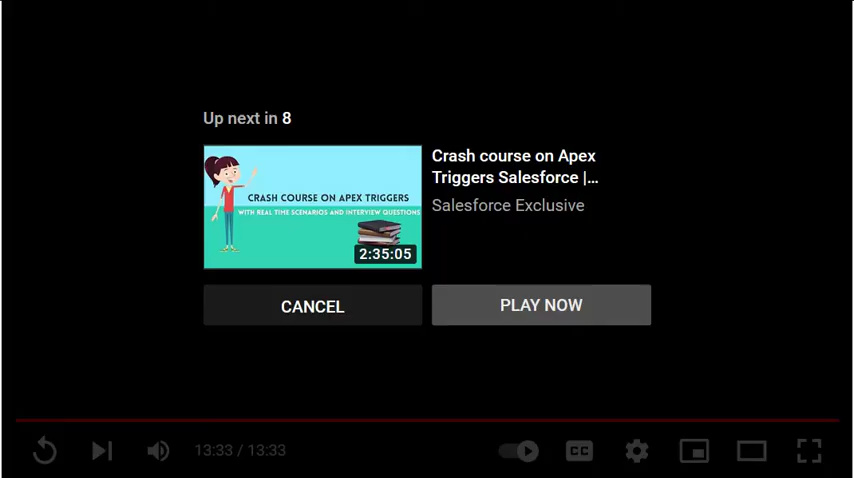 Up next in 8
CRASH COURSE ON APEX TRIGGERS
WITH REAL TIME SCENARIOS AND INTERVIEW QUESTIONS
2:35:05
Crash course on Apex
Triggers Salesforce |...
Salesforce Exclusive
CANCEL
PLAY NOW
13:33 / 13:33
CC